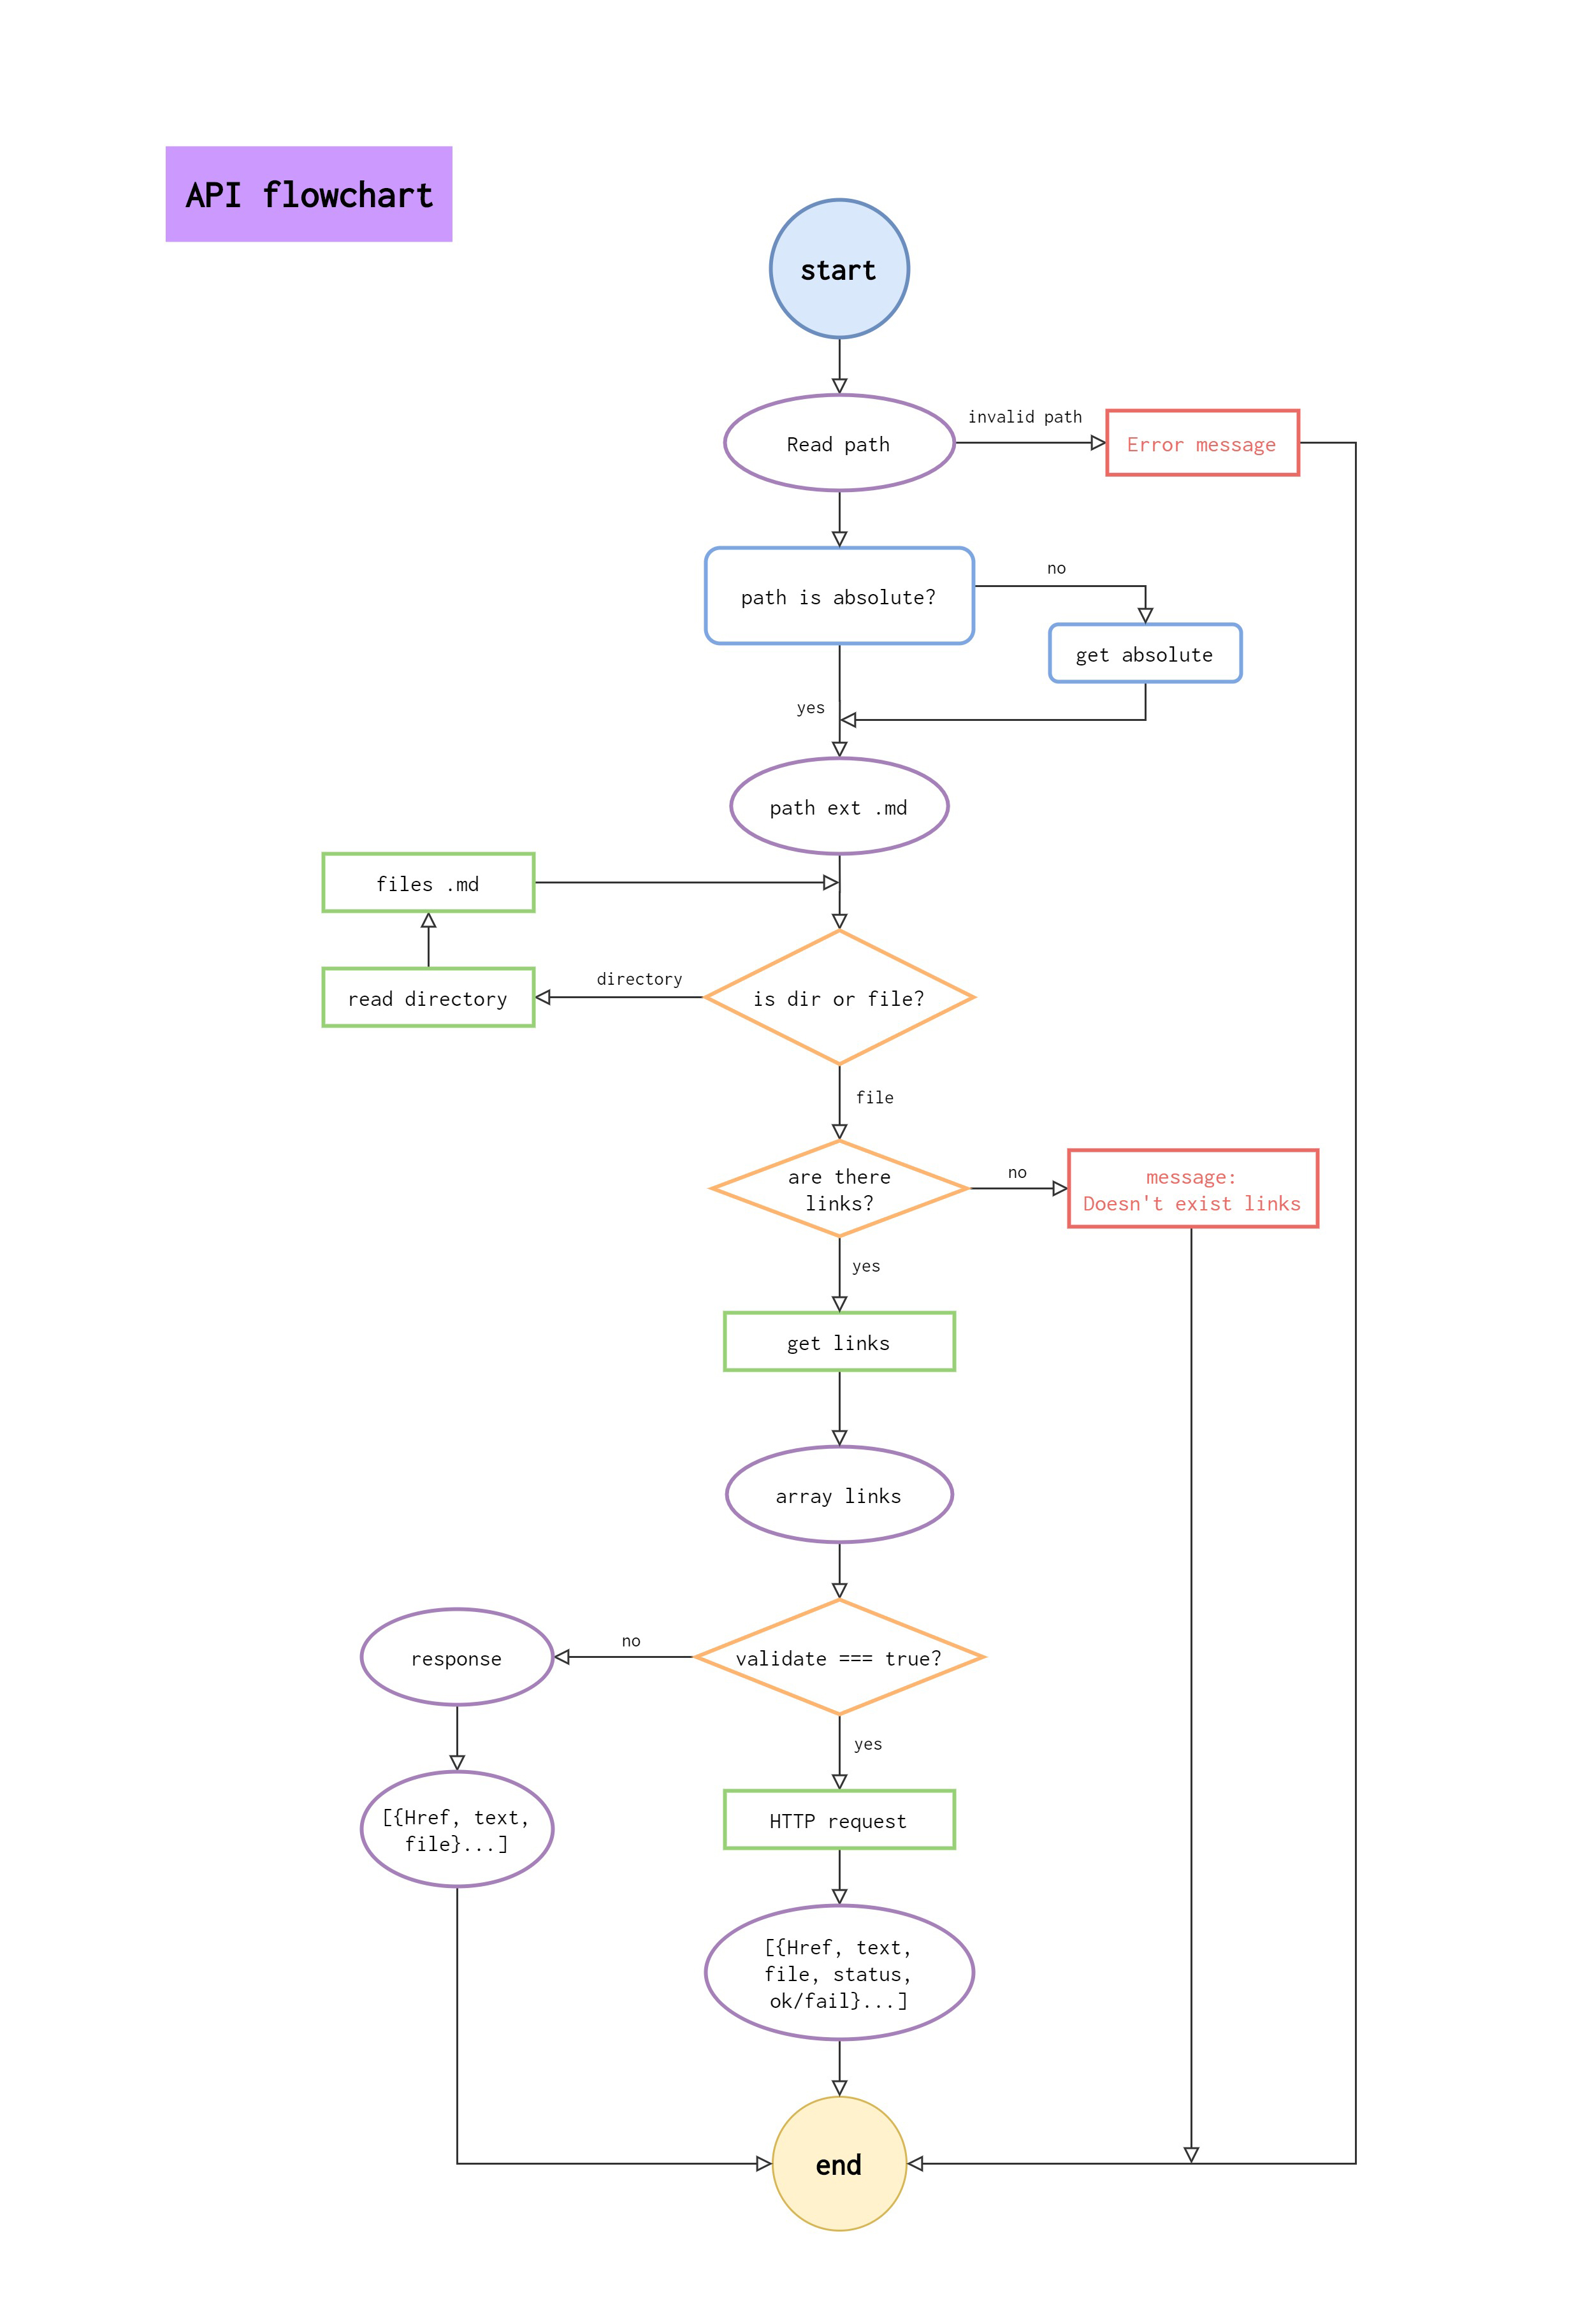 API flowchart
start
Read path
invalid path
Error message
path is absolute?
no
get absolute
yes
path ext .md
files .md
read directory
directory
is dir or file?
file
are there
links?
no
message:
Doesn't exist links
yes
get links
array links
validate === true?
no
response
yes
[{Href, text,
file}...]
HTTP request
[{Href, text,
file, status,
ok/fail}...]
end